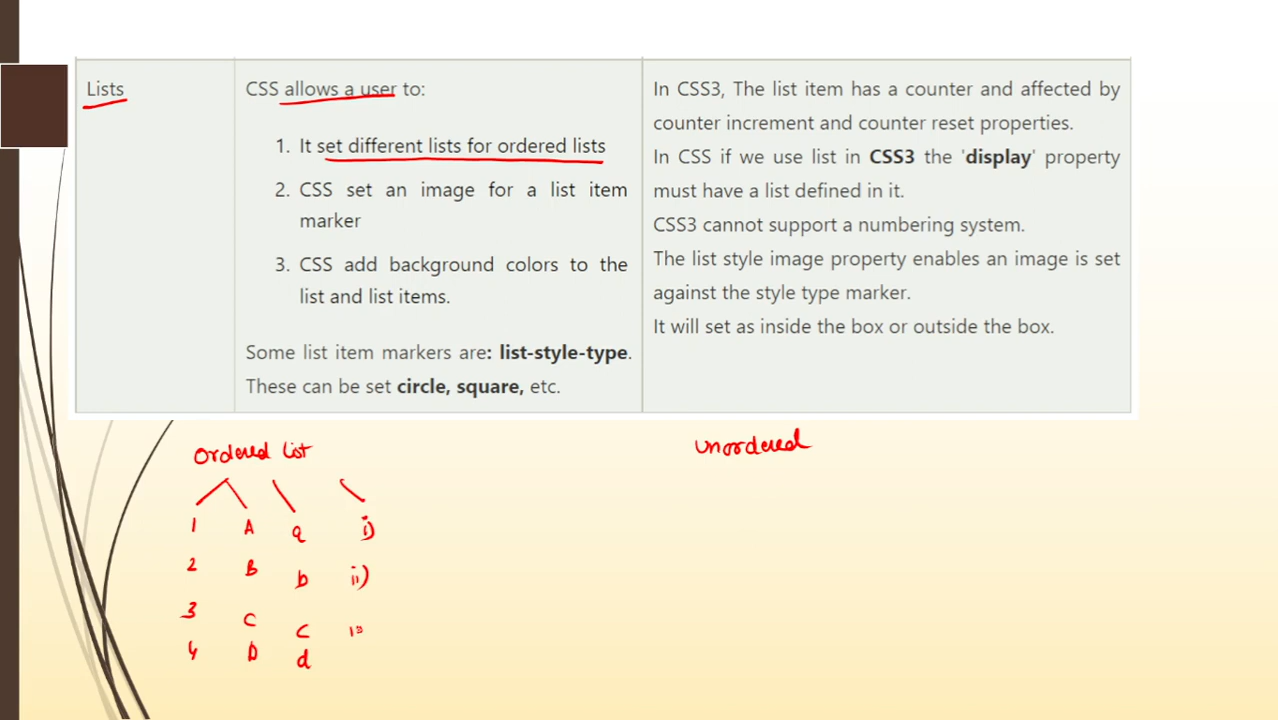 Lists
CSS allows a user to:
1. It set different lists for ordered lists
2. CSS set an image for a list item
marker
3. CSS add background colors to the
list and list items.
Some list item markers are: list-style-type.
These can be set circle, square, etc.
In CSS3, The list item has a counter and affected by
counter increment and counter reset properties.
In CSS if we use list in CSS3 the 'display' property
must have a list defined in it.
CSS3 cannot support a numbering system.
The list style image property enables an image is set
against the style type marker.
It will set as inside the box or outside the box.
Ordered list
unordered
1 A a i)
2 B b ii)
3 C c
4 D d